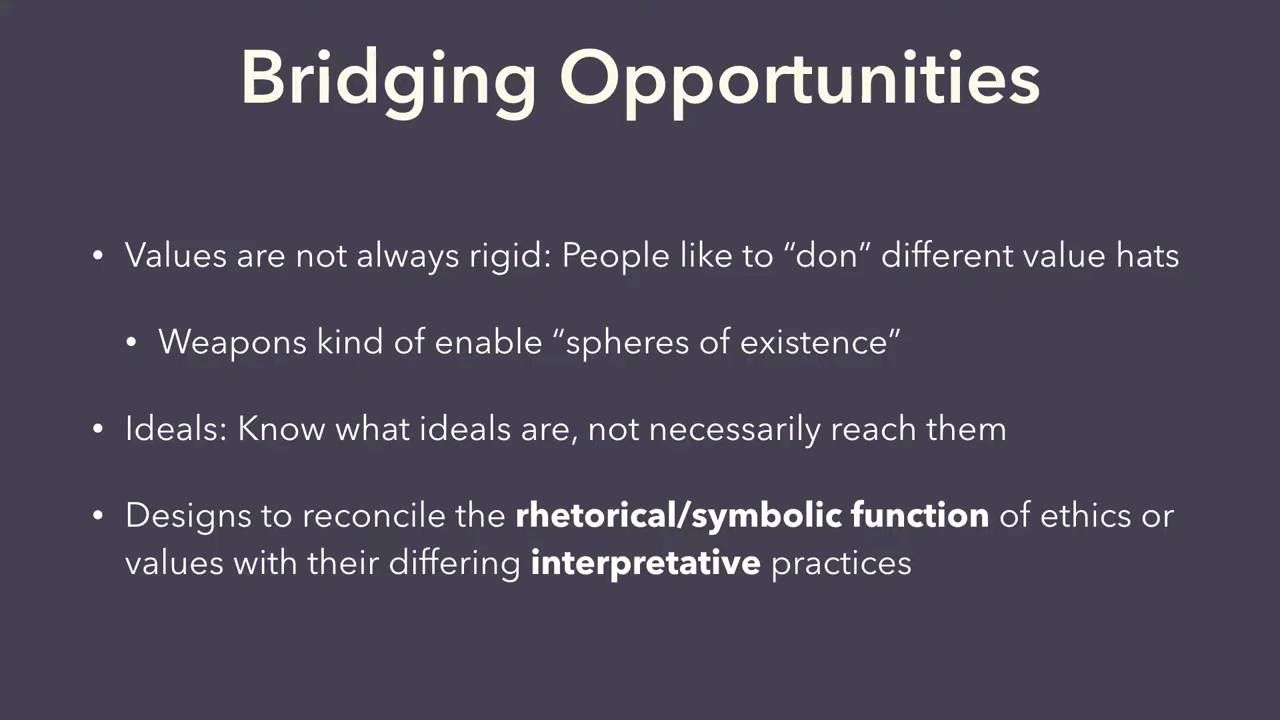 Bridging Opportunities
• Values are not always rigid: People like to “don” different value hats
• Weapons kind of enable “spheres of existence”
• Ideals: Know what ideals are, not necessarily reach them
• Designs to reconcile the rhetorical/symbolic function of ethics or
values with their differing interpretative practices